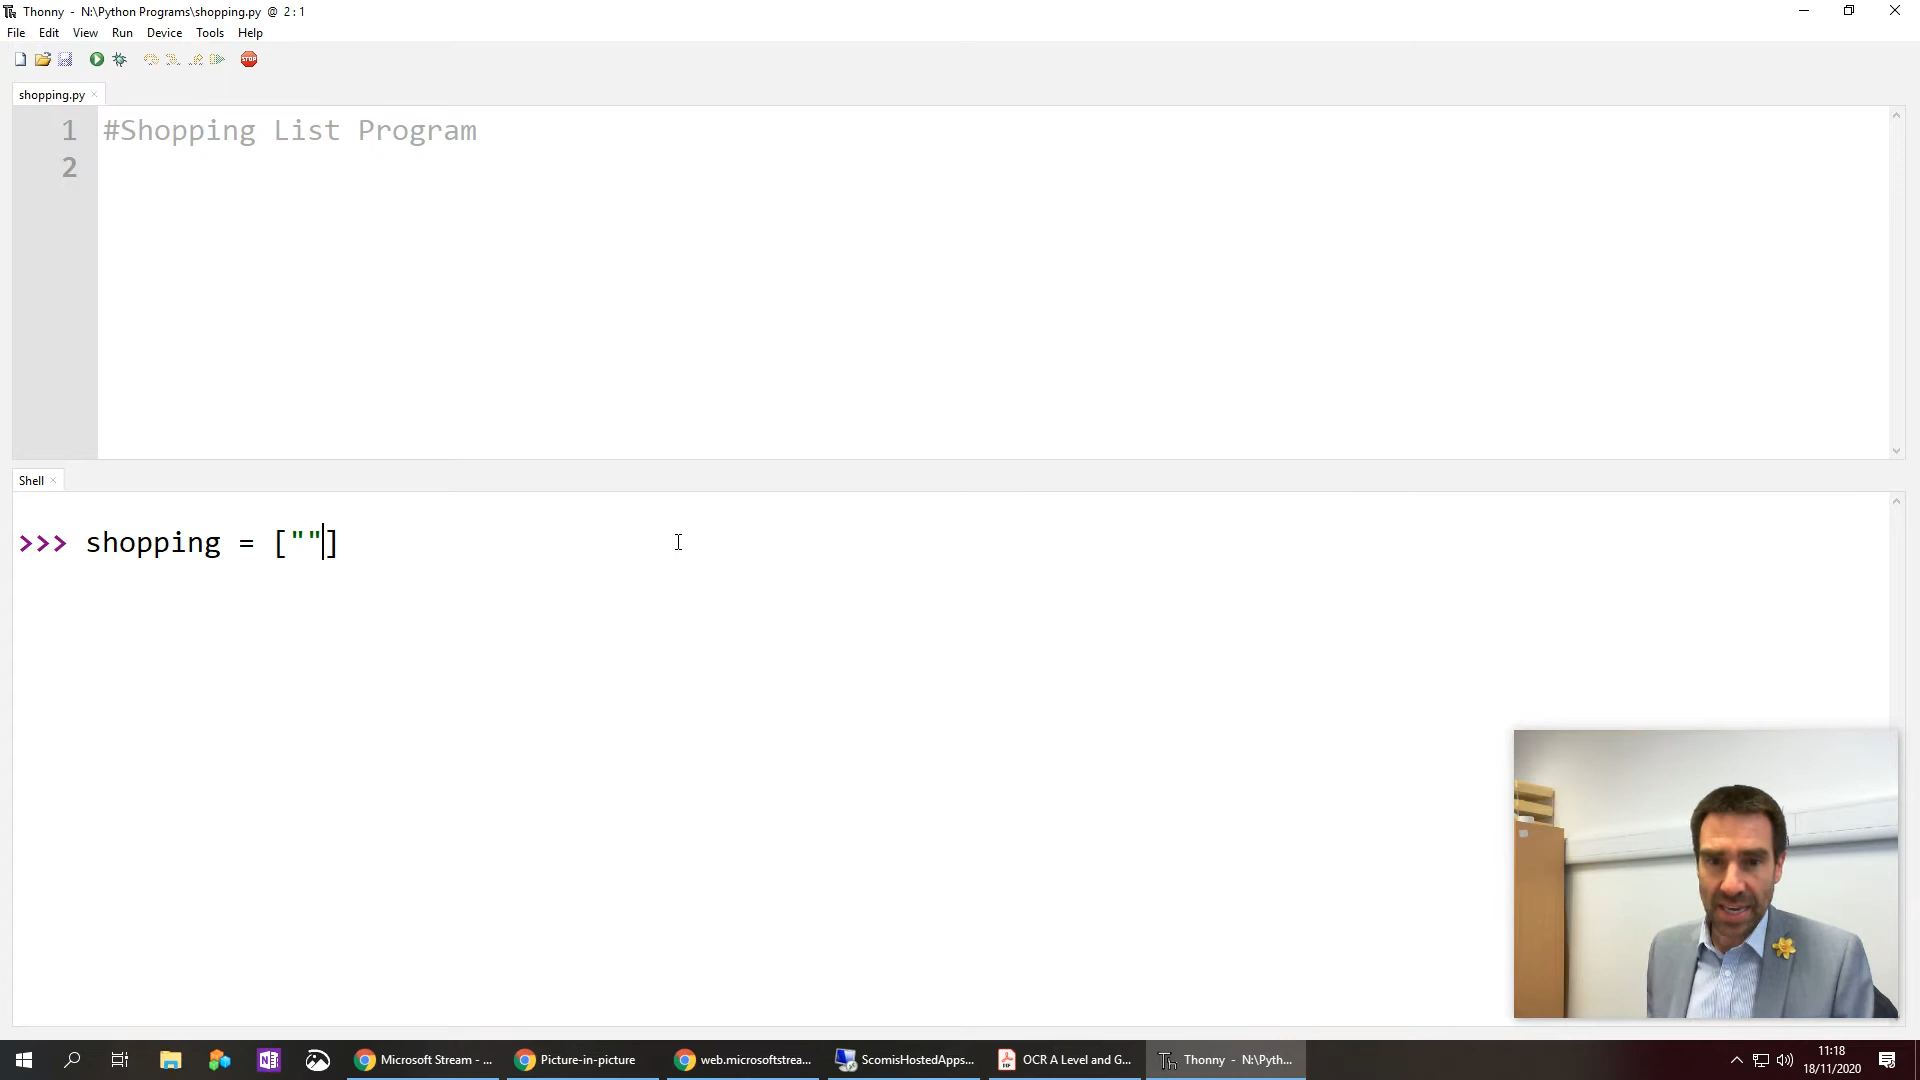 Thonny - N:\Python Programs\shopping.py @ 2:1
File Edit View Run Device Tools Help
STOP
shopping.py
1 #Shopping List Program
2
Shell
>>> shopping = [""]
Microsoft Stream - ...
Picture-in-picture
web.microsoftstrea...
ScomisHostedApps...
OCR A Level and G...
Thonny - N:\Pyth...
11:18
18/11/2020